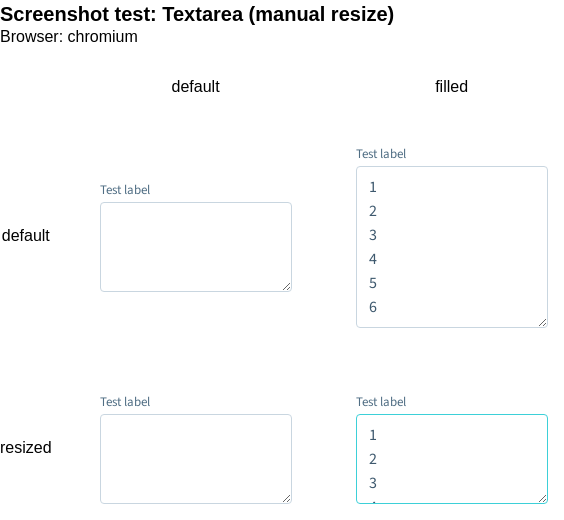 Screenshot test: Textarea (manual resize)
Browser: chromium
default filled
default
Test label
Test label
1
2
3
4
5
6
resized
Test label
Test label
1
2
3